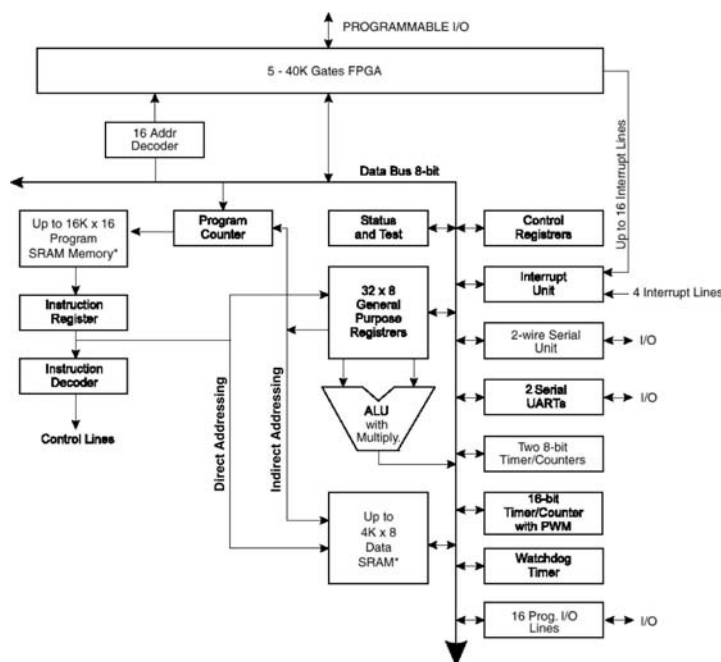 PROGRAMMABLE I/O
5 - 40K Gates FPGA
16 Addr
Decoder
Up to 16 Interrupt Lines
Data Bus 8-bit
Up to 16K x 16
Program
SRAM Memory*
Program
Counter
Status
and Test
Control
Registrers
Instruction
Register
32 x 8
General
Purpose
Registrers
Interrupt
Unit
4 Interrupt Lines
2-wire Serial
Unit
I/O
Instruction
Decoder
Control Lines
Direct Addressing
Indirect Addressing
ALU
with
Multiply.
2 Serial
UARTs
I/O
Two 8-bit
Timer/Counters
Up to
4K x 8
Data
SRAM*
16-bit
Timer/Counter
with PWM
Watchdog
Timer
16 Prog. I/O
Lines
I/O